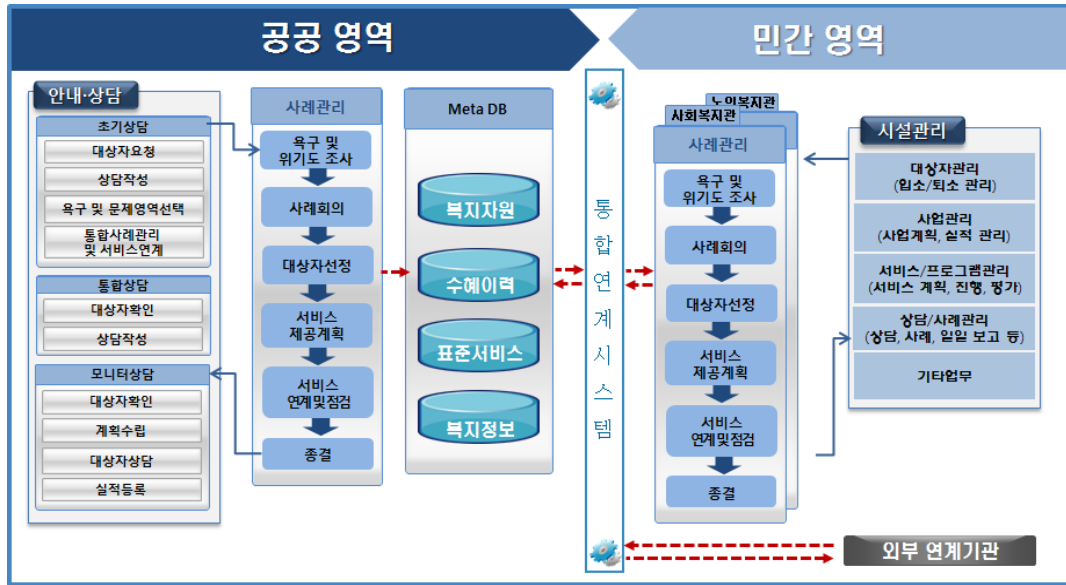 공공 영역
민간 영역
안내·상담
초기상담
대상자요청
상담작성
욕구 및 문제영역선택
통합사례관리
및 서비스연계
통합상담
대상자확인
상담작성
모니터상담
대상자확인
계획수립
대상자상담
실적등록
사례관리
욕구 및
위기도 조사
사례회의
대상자선정
서비스
제공계획
서비스
연계및점검
종결
Meta DB
복지자원
수혜이력
표준서비스
복지정보
통합연계시스템
노인복지관
사회복지관
사례관리
욕구 및
위기도 조사
사례회의
대상자선정
서비스
제공계획
서비스
연계및점검
종결
시설관리
대상자관리
(입소/퇴소 관리)
사업관리
(사업계획, 실적 관리)
서비스/프로그램관리
(서비스 계획, 진행, 평가)
상담/사례관리
(상담, 사례, 일일 보고 등)
기타업무
외부 연계기관